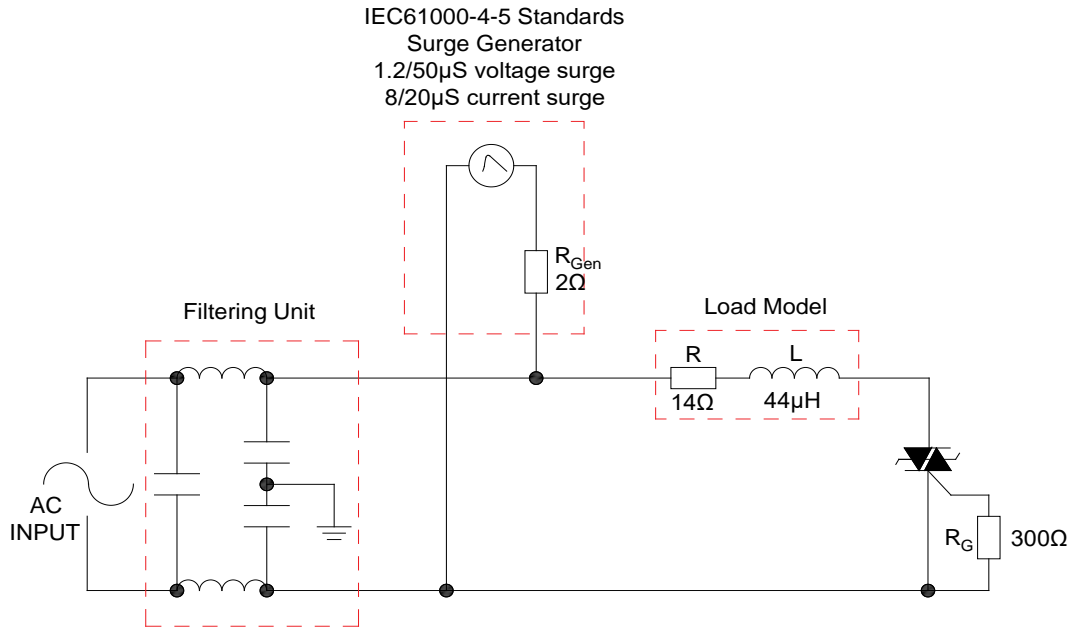 IEC61000-4-5 Standards
Surge Generator
1.2/50µS voltage surge
8/20µS current surge
RGen
2Ω
Filtering Unit
Load Model
R
L
14Ω
44µH
AC
INPUT
RG
300Ω